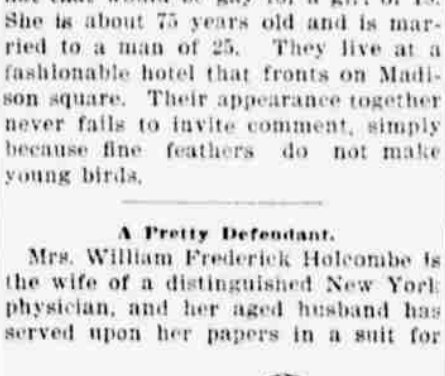 She is about 75 years old and is mar-
ried to a man of 25. They live at a
fashionable hotel that fronts on Madi-
son square. Their appearance together
never fails to invite comment, simply
because fine feathers do not make
young birds.
A Pretty Defendant.
Mrs. William Frederick Holcombe is
the wife of a distinguished New York
physician, and her aged husband has
served upon her papers in a suit for